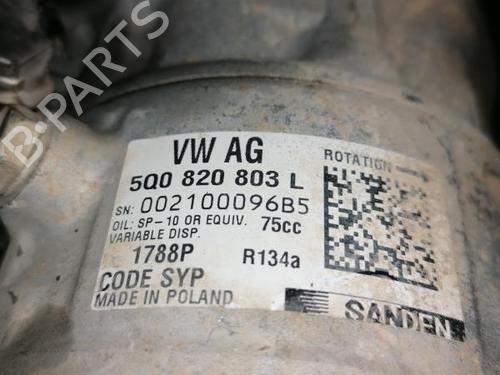 B-PARTS
VW AG
5Q0 820 803 L
SN: 002100096B5
OIL: SP-10 OR EQUIV. 75cc
VARIABLE DISP.
1788P R134a
CODE SYP
MADE IN POLAND
ROTATION
SANDEN